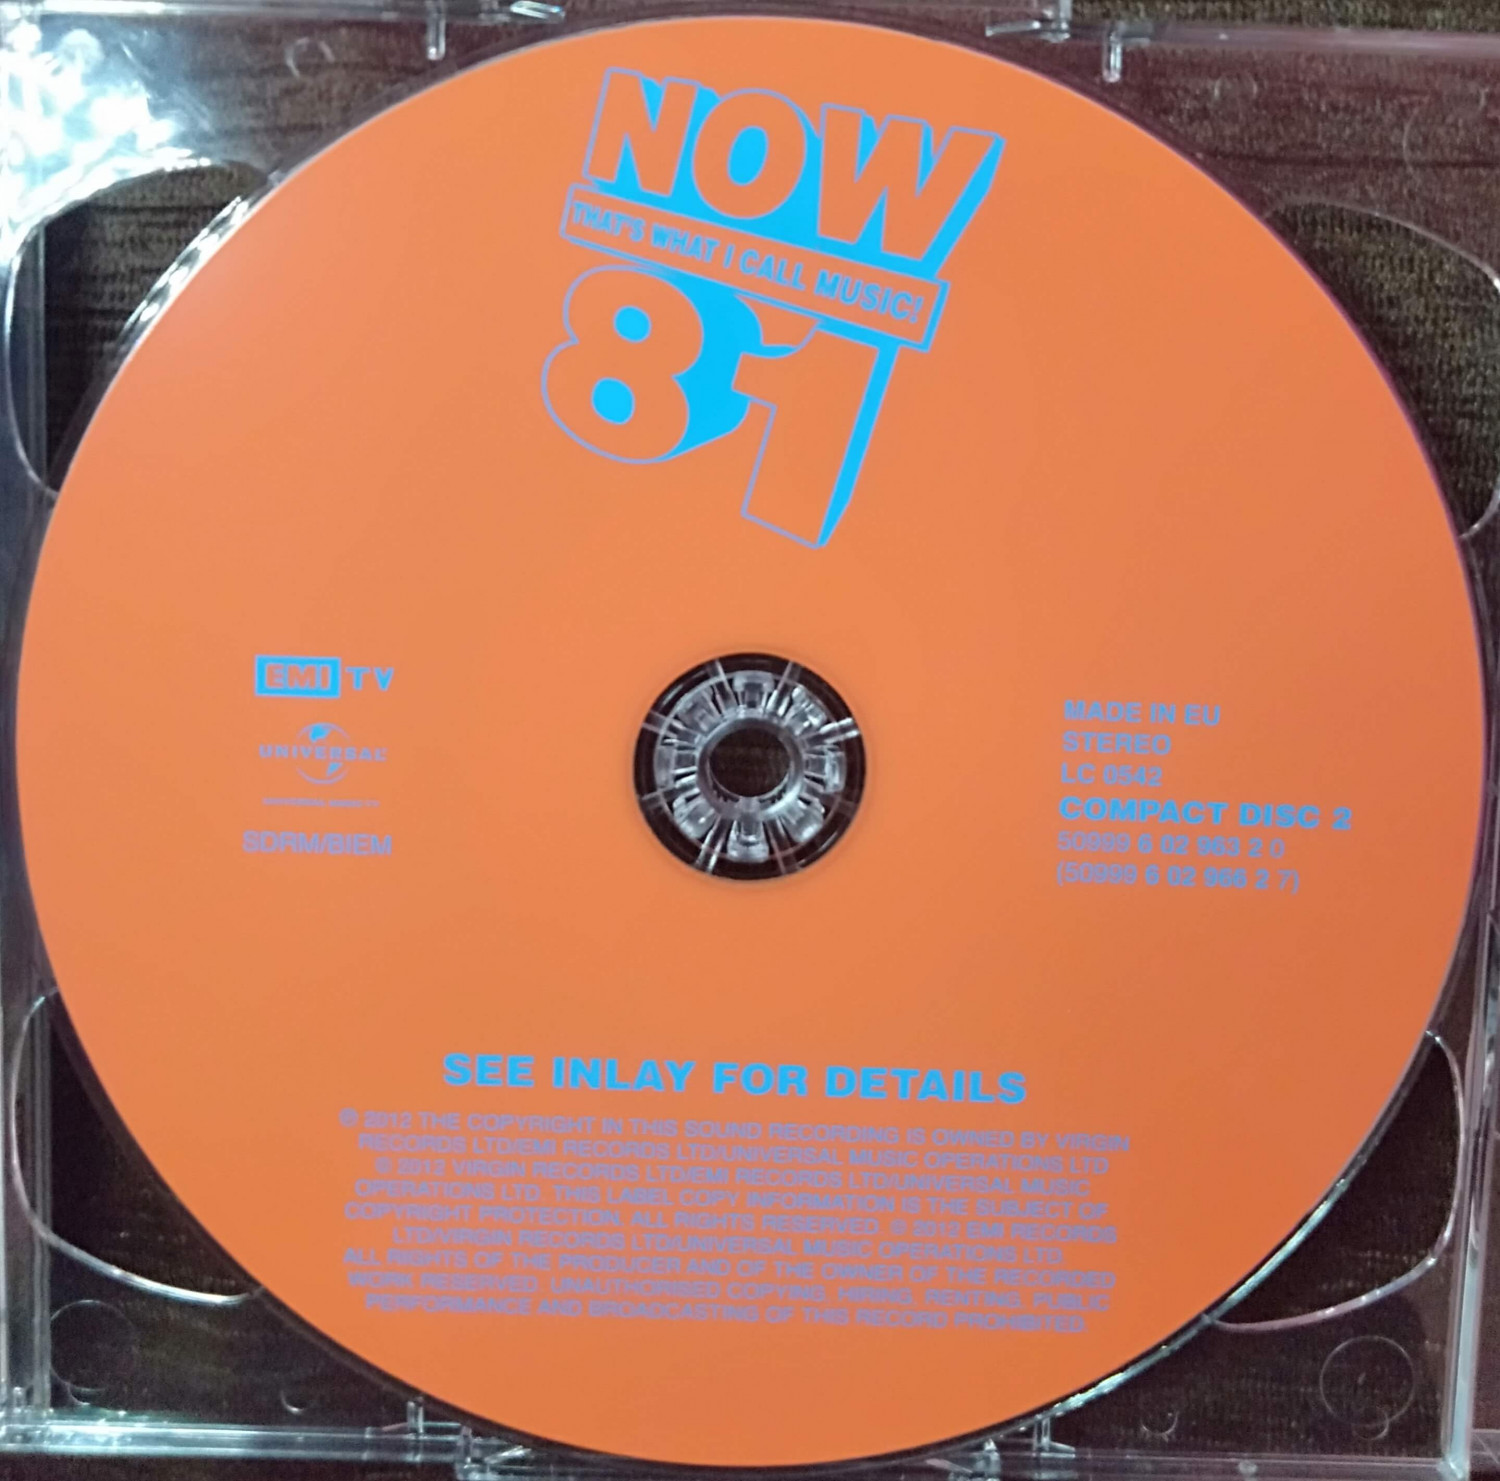 NOW
THAT'S WHAT I CALL MUSIC!
81
EMI TV
UNIVERSAL
UNIVERSAL MUSIC TV
SDRM/BIEM
MADE IN EU
STEREO
LC 0542
COMPACT DISC 2
50999 6 02 963 2 0
(50999 6 02 966 2 7)
SEE INLAY FOR DETAILS
℗ 2012 THE COPYRIGHT IN THIS SOUND RECORDING IS OWNED BY VIRGIN
RECORDS LTD/EMI RECORDS LTD/UNIVERSAL MUSIC OPERATIONS LTD
© 2012 VIRGIN RECORDS LTD/EMI RECORDS LTD/UNIVERSAL MUSIC
OPERATIONS LTD. THIS LABEL COPY INFORMATION IS THE SUBJECT OF
COPYRIGHT PROTECTION. ALL RIGHTS RESERVED. © 2012 EMI RECORDS
LTD/VIRGIN RECORDS LTD/UNIVERSAL MUSIC OPERATIONS LTD.
ALL RIGHTS OF THE PRODUCER AND OF THE OWNER OF THE RECORDED
WORK RESERVED. UNAUTHORISED COPYING, HIRING, RENTING, PUBLIC
PERFORMANCE AND BROADCASTING OF THIS RECORD PROHIBITED.